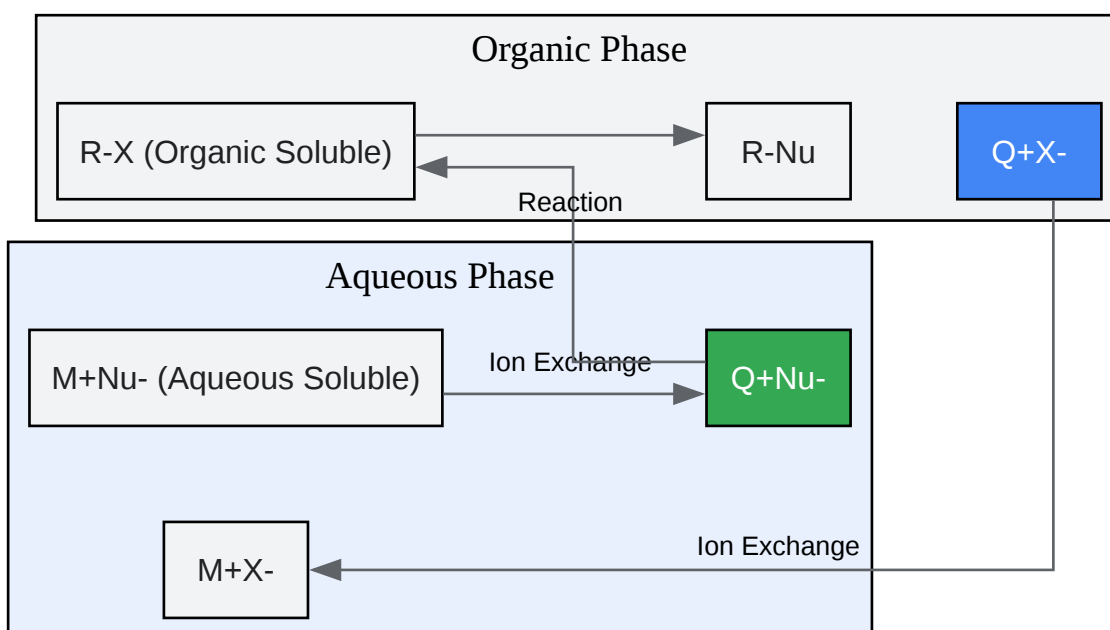 Organic Phase
R-X (Organic Soluble)
R-Nu
Q+X-
Reaction
Aqueous Phase
M+Nu- (Aqueous Soluble)
Ion Exchange
Q+Nu-
Ion Exchange
M+X-